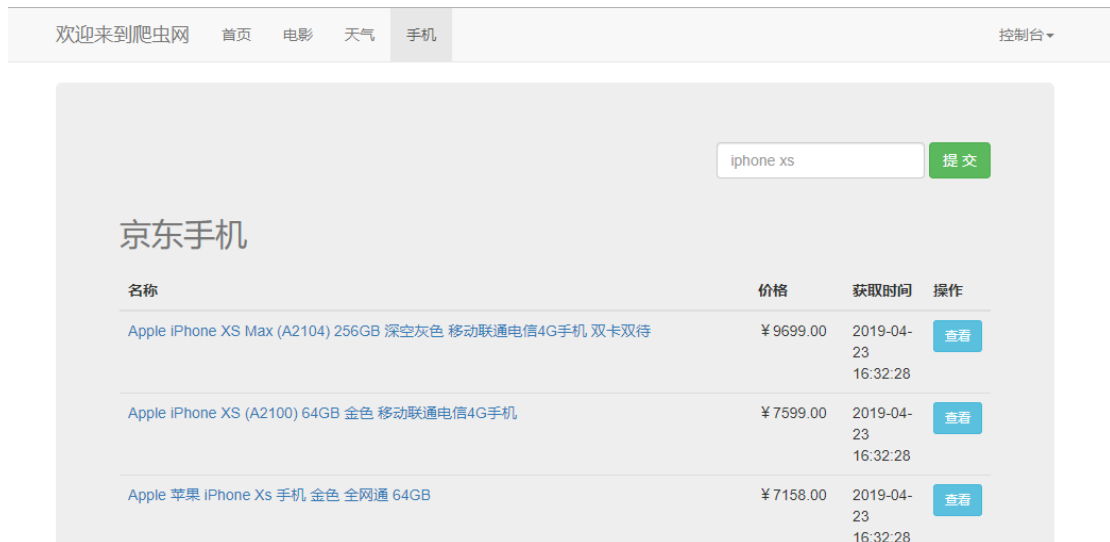 欢迎来到爬虫网 首页 电影 天气 手机 控制台
iphone xs 提 交
京东手机
名称 价格 获取时间 操作
Apple iPhone XS Max (A2104) 256GB 深空灰色 移动联通电信4G手机 双卡双待 ￥9699.00 2019-04- 查看
23
16:32:28
Apple iPhone XS (A2100) 64GB 金色 移动联通电信4G手机 ￥7599.00 2019-04- 查看
23
16:32:28
Apple 苹果 iPhone Xs 手机 金色 全网通 64GB ￥7158.00 2019-04- 查看
23
16:32:28